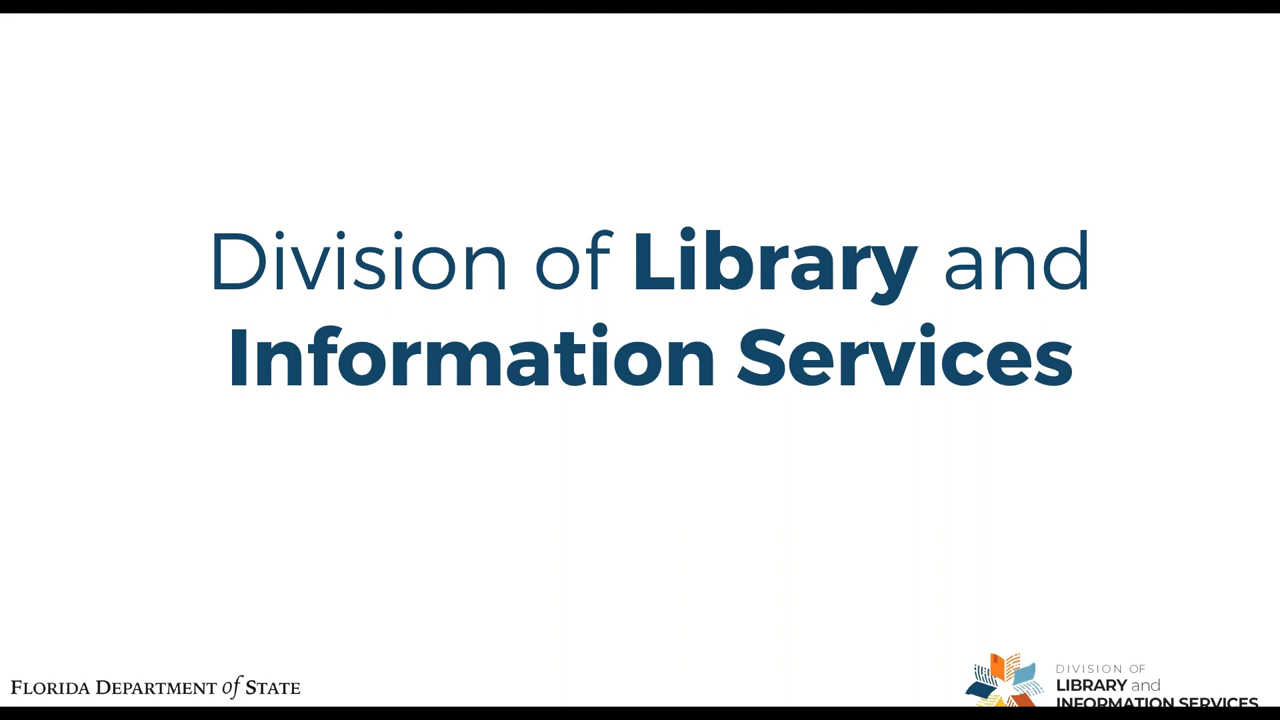 Division of Library and
Information Services
FLORIDA DEPARTMENT of STATE
DIVISION OF
LIBRARY and
INFORMATION SERVICES